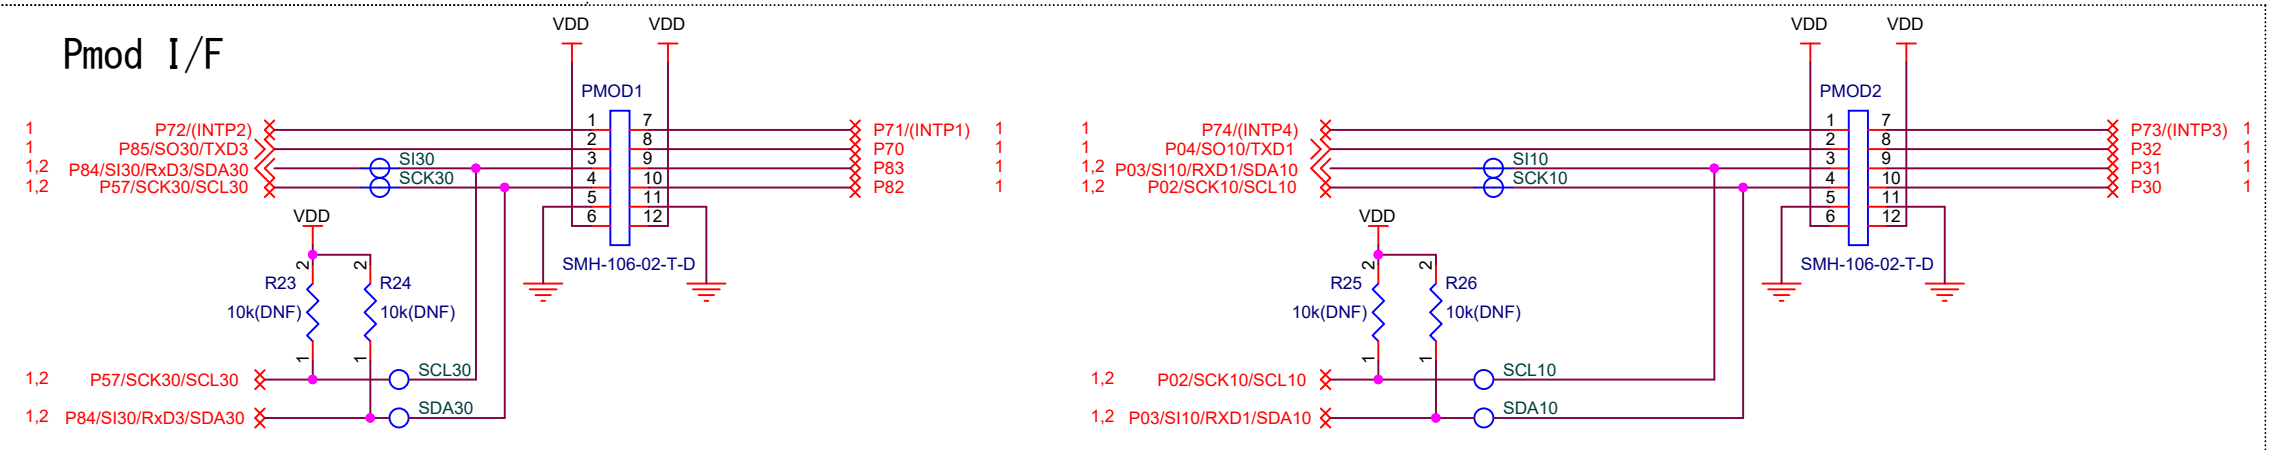 Pmod I/F
VDD VDD
PMOD1
1 P72/(INTP2) 1 7 P71/(INTP1) 1
1 P85/SO30/TXD3 2 8 P70 1
1,2 P84/SI30/RxD3/SDA30 SI30 3 9 P83 1
1,2 P57/SCK30/SCL30 SCK30 4 10 P82 1
5 11
6 12
SMH-106-02-T-D
VDD
2 2
R23 R24
10k(DNF) 10k(DNF)
1 1
1,2 P57/SCK30/SCL30 SCL30
1,2 P84/SI30/RxD3/SDA30 SDA30
VDD VDD
PMOD2
1 P74/(INTP4) 1 7 P73/(INTP3) 1
1 P04/SO10/TXD1 2 8 P32 1
1,2 P03/SI10/RXD1/SDA10 SI10 3 9 P31 1
1,2 P02/SCK10/SCL10 SCK10 4 10 P30 1
5 11
6 12
SMH-106-02-T-D
VDD
2 2
R25 R26
10k(DNF) 10k(DNF)
1 1
1,2 P02/SCK10/SCL10 SCL10
1,2 P03/SI10/RXD1/SDA10 SDA10